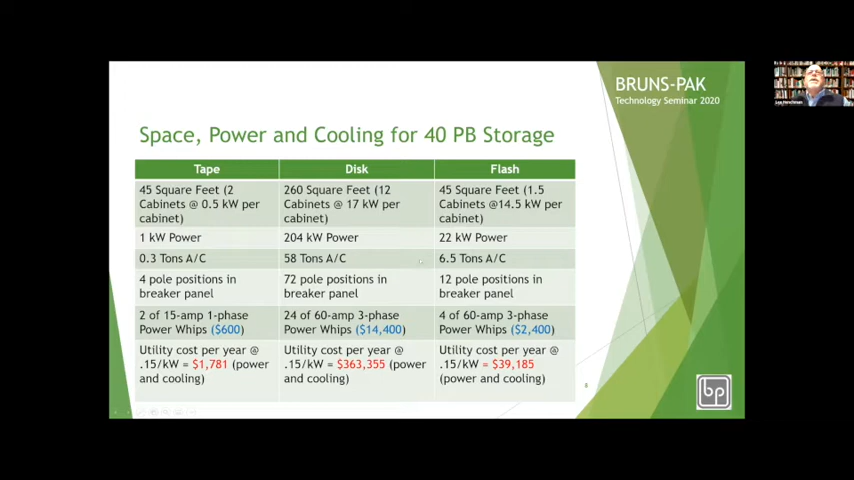 BRUNS-PAK
Technology Seminar 2020
Space, Power and Cooling for 40 PB Storage
Tape
Disk
Flash
45 Square Feet (2
Cabinets @ 0.5 kW per
cabinet)
260 Square Feet (12
Cabinets @ 17 kW per
cabinet)
45 Square Feet (1.5
Cabinets @14.5 kW per
cabinet)
1 kW Power
204 kW Power
22 kW Power
0.3 Tons A/C
58 Tons A/C
6.5 Tons A/C
4 pole positions in
breaker panel
72 pole positions in
breaker panel
12 pole positions in
breaker panel
2 of 15-amp 1-phase
Power Whips ($600)
24 of 60-amp 3-phase
Power Whips ($14,400)
4 of 60-amp 3-phase
Power Whips ($2,400)
Utility cost per year @
.15/kW = $1,781 (power
and cooling)
Utility cost per year @
.15/kW = $363,355 (power
and cooling)
Utility cost per year @
.15/kW = $39,185
(power and cooling)
bp